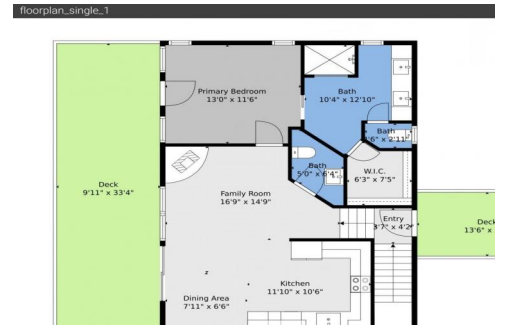 floorplan_single_1
Primary Bedroom
13'0" x 11'6"
Bath
10'4" x 12'10"
Bath
x 2'11"
Bath
5'0" x 6'4"
W.I.C.
6'3" x 7'5"
Deck
9'11" x 33'4"
Family Room
16'9" x 14'9"
Entry
3'7" x 4'2"
Deck
13'6" x
Kitchen
11'10" x 10'6"
Dining Area
7'11" x 6'6"